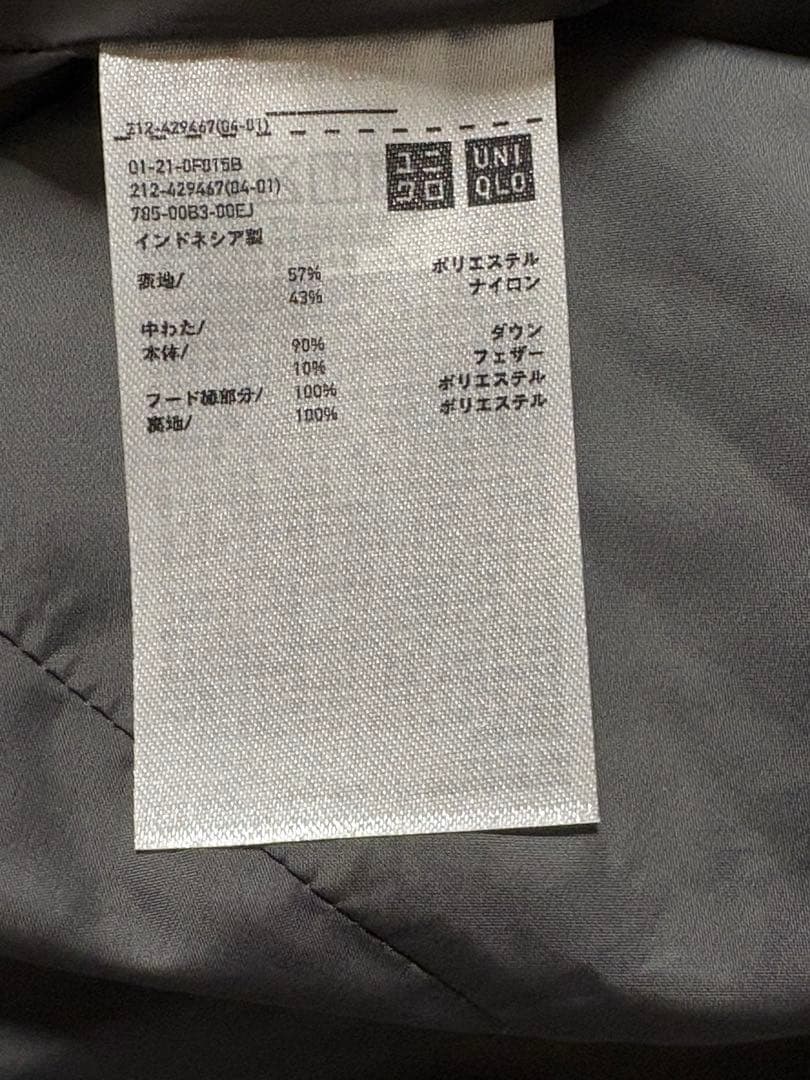 212-429467(04-01)
ユニ UNI
クロ QLO
01-21-0F015B
212-429467(04-01)
785-00B3-00EJ
インドネシア製
表地/ 57% ポリエステル
43% ナイロン
中わた/
本体/ 90% ダウン
10% フェザー
フード縁部分/ 100% ポリエステル
裏地/ 100% ポリエステル